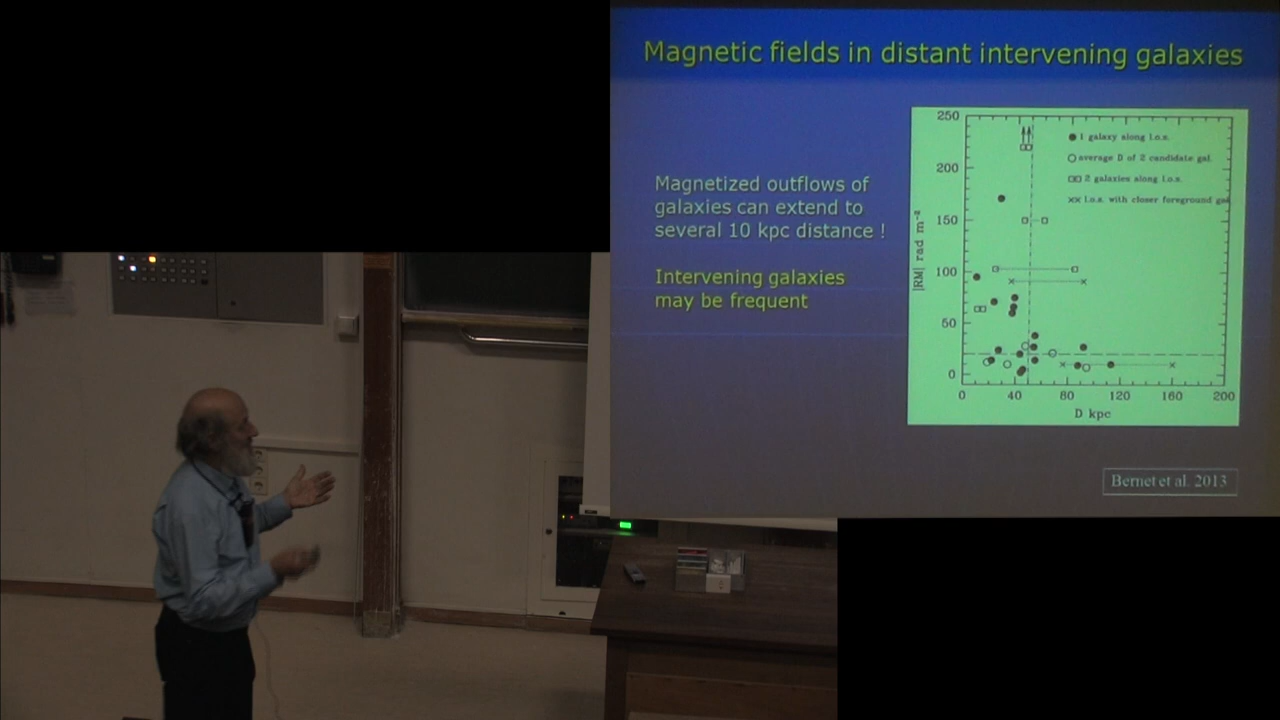 Magnetic fields in distant intervening galaxies
Magnetized outflows of
galaxies can extend to
several 10 kpc distance !
Intervening galaxies
may be frequent
250
200
150
100
50
0
|RM| rad m⁻²
1 galaxy along l.o.s.
average D of 2 candidate gal.
2 galaxies along l.o.s.
l.o.s. with closer foreground gal
0 40 80 120 160 200
D kpc
Bernet et al. 2013